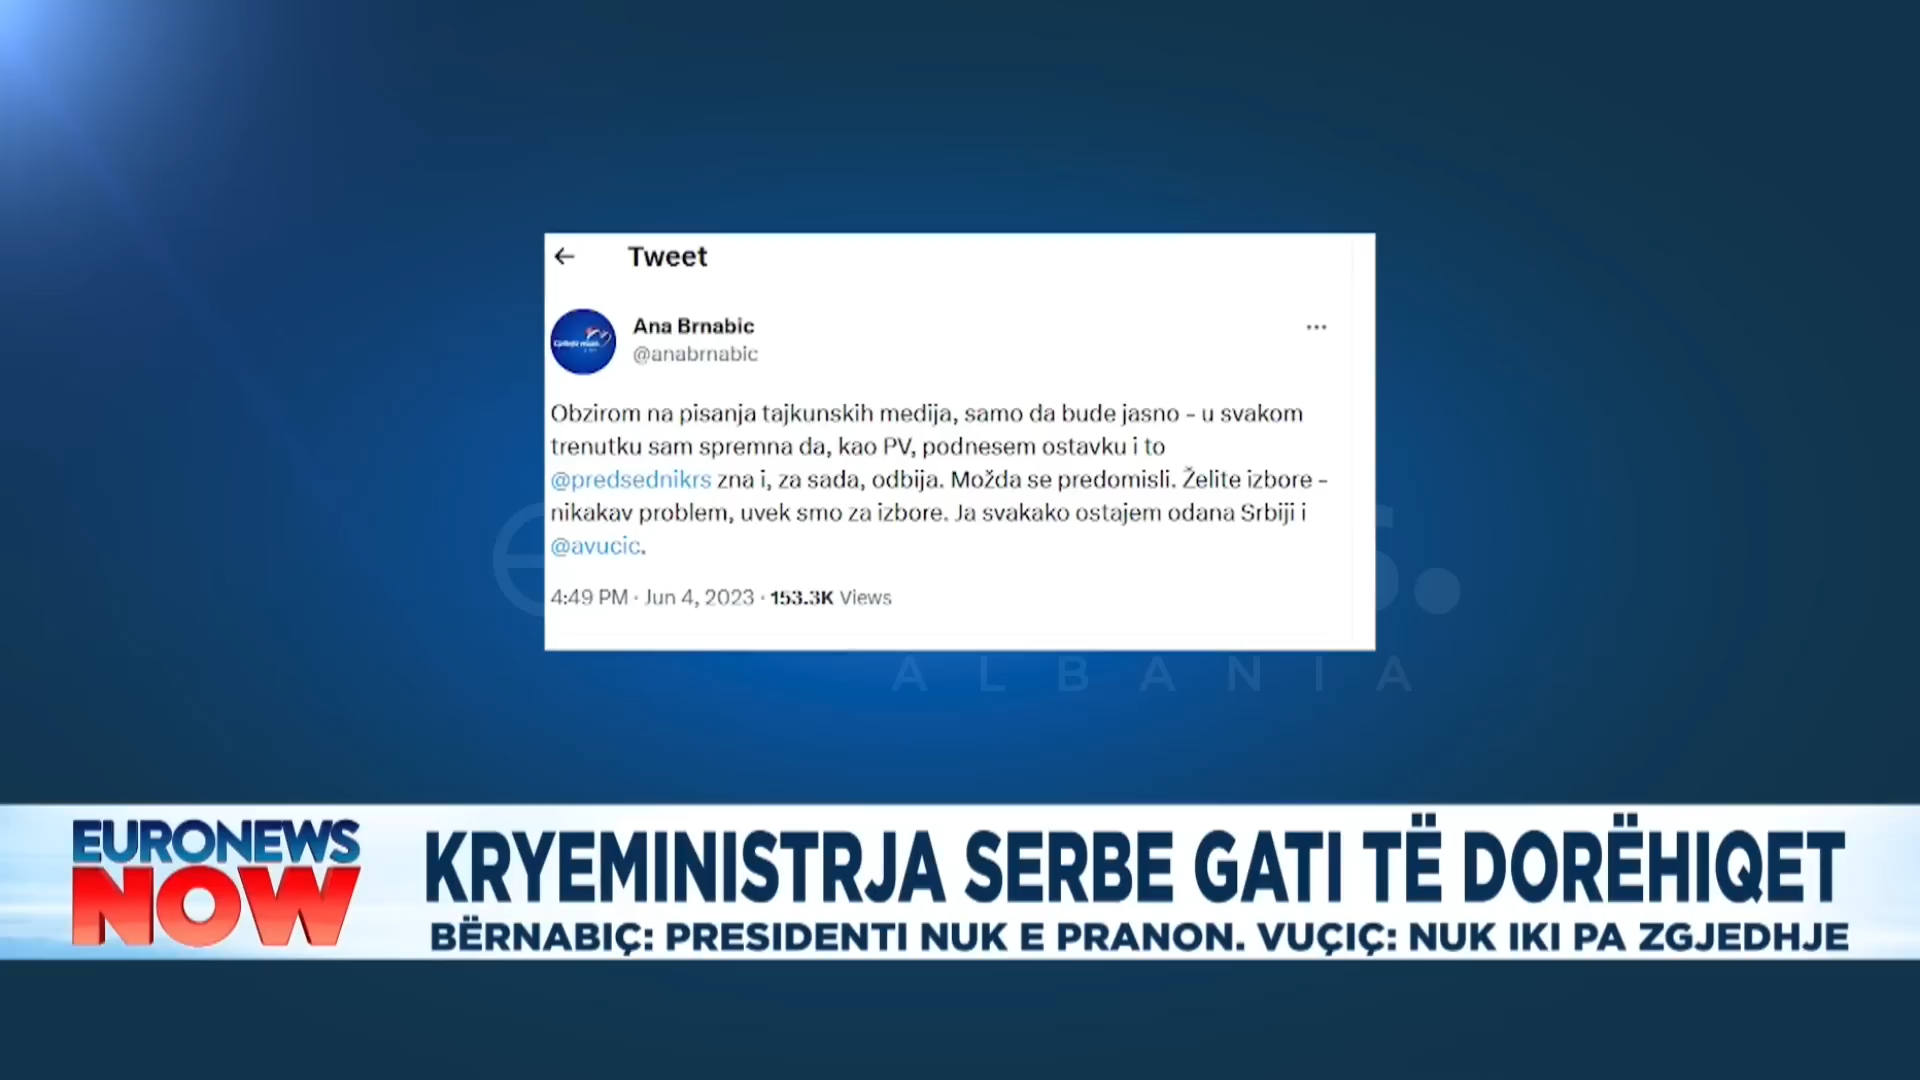 ← Tweet
Ana Brnabic
@anabrnabic
Obzirom na pisanja tajkunskih medija, samo da bude jasno – u svakom
trenutku sam spremna da, kao PV, podnesem ostavku i to
@predsednikrs zna i, za sada, odbija. Možda se predomisli. Želite izbore –
nikakav problem, uvek smo za izbore. Ja svakako ostajem odana Srbiji i
@avucic.
4:49 PM · Jun 4, 2023 · 153.3K Views
ALBANIA
EURONEWS
NOW
KRYEMINISTRJA SERBE GATI TË DORËHIQET
BËRNABIÇ: PRESIDENTI NUK E PRANON. VUÇIÇ: NUK IKI PA ZGJEDHJE